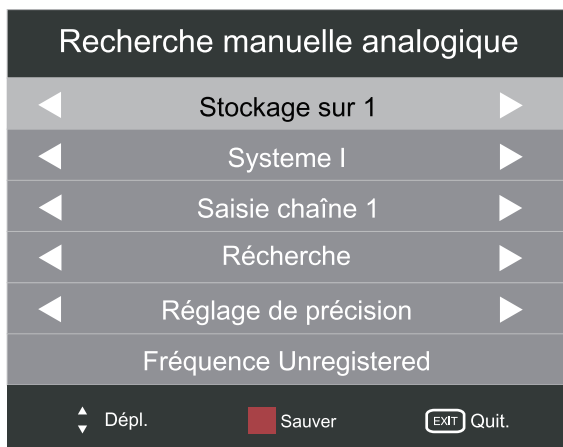 Recherche manuelle analogique
Stockage sur 1
Systeme I
Saisie chaîne 1
Récherche
Réglage de précision
Fréquence Unregistered
Dépl. Sauver EXIT Quit.